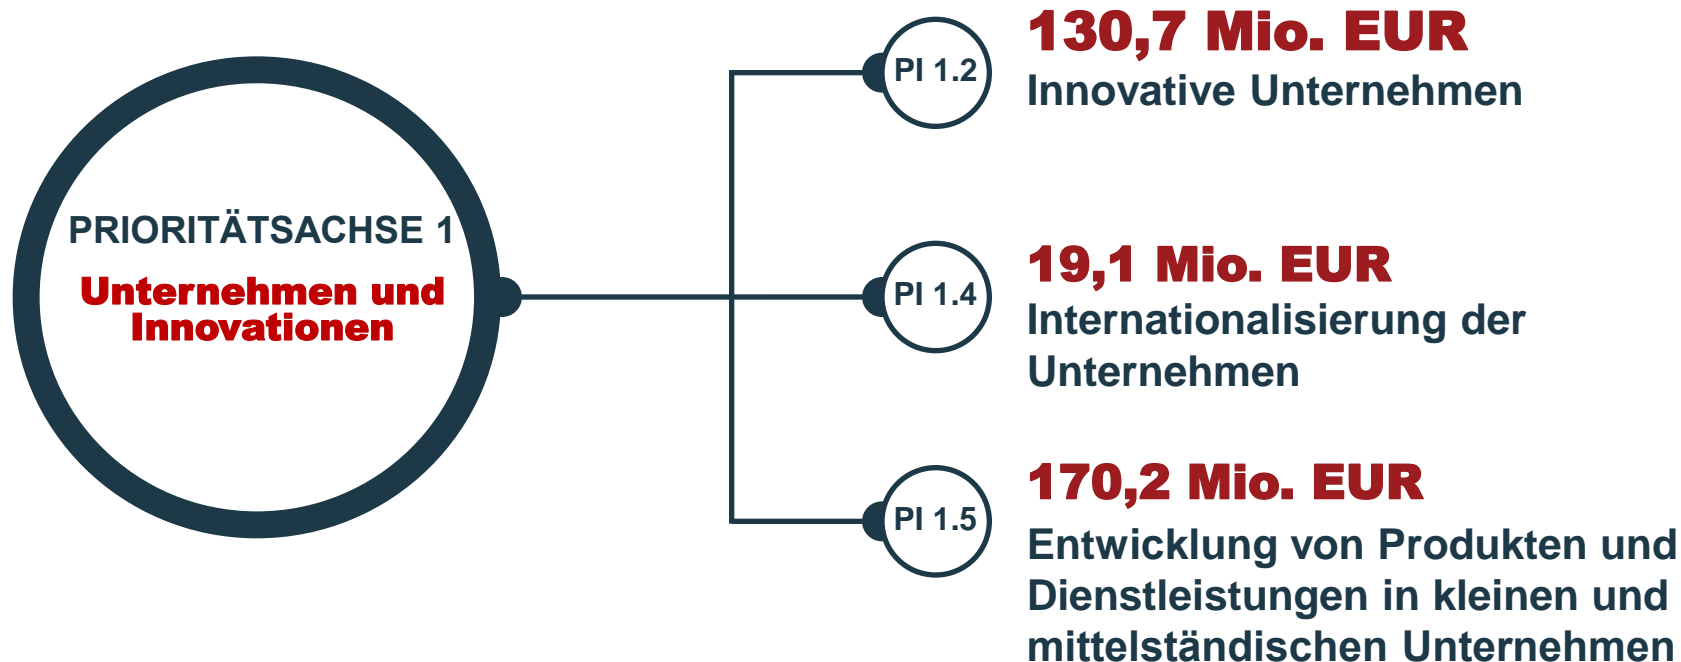 PRIORITÄTSACHSE 1
Unternehmen und
Innovationen
PI 1.2
130,7 Mio. EUR
Innovative Unternehmen
PI 1.4
19,1 Mio. EUR
Internationalisierung der
Unternehmen
PI 1.5
170,2 Mio. EUR
Entwicklung von Produkten und
Dienstleistungen in kleinen und
mittelständischen Unternehmen